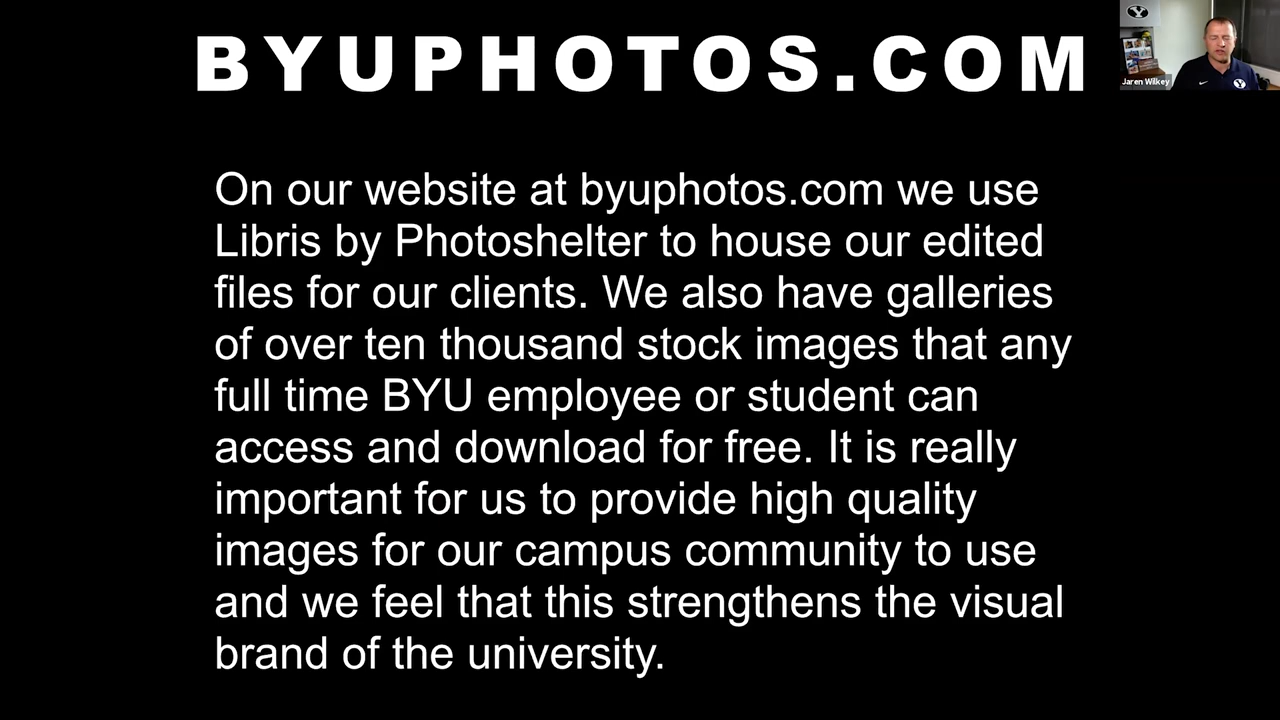 BYUPHOTOS.COM
Jaren Wilkey
On our website at byuphotos.com we use
Libris by Photoshelter to house our edited
files for our clients. We also have galleries
of over ten thousand stock images that any
full time BYU employee or student can
access and download for free. It is really
important for us to provide high quality
images for our campus community to use
and we feel that this strengthens the visual
brand of the university.